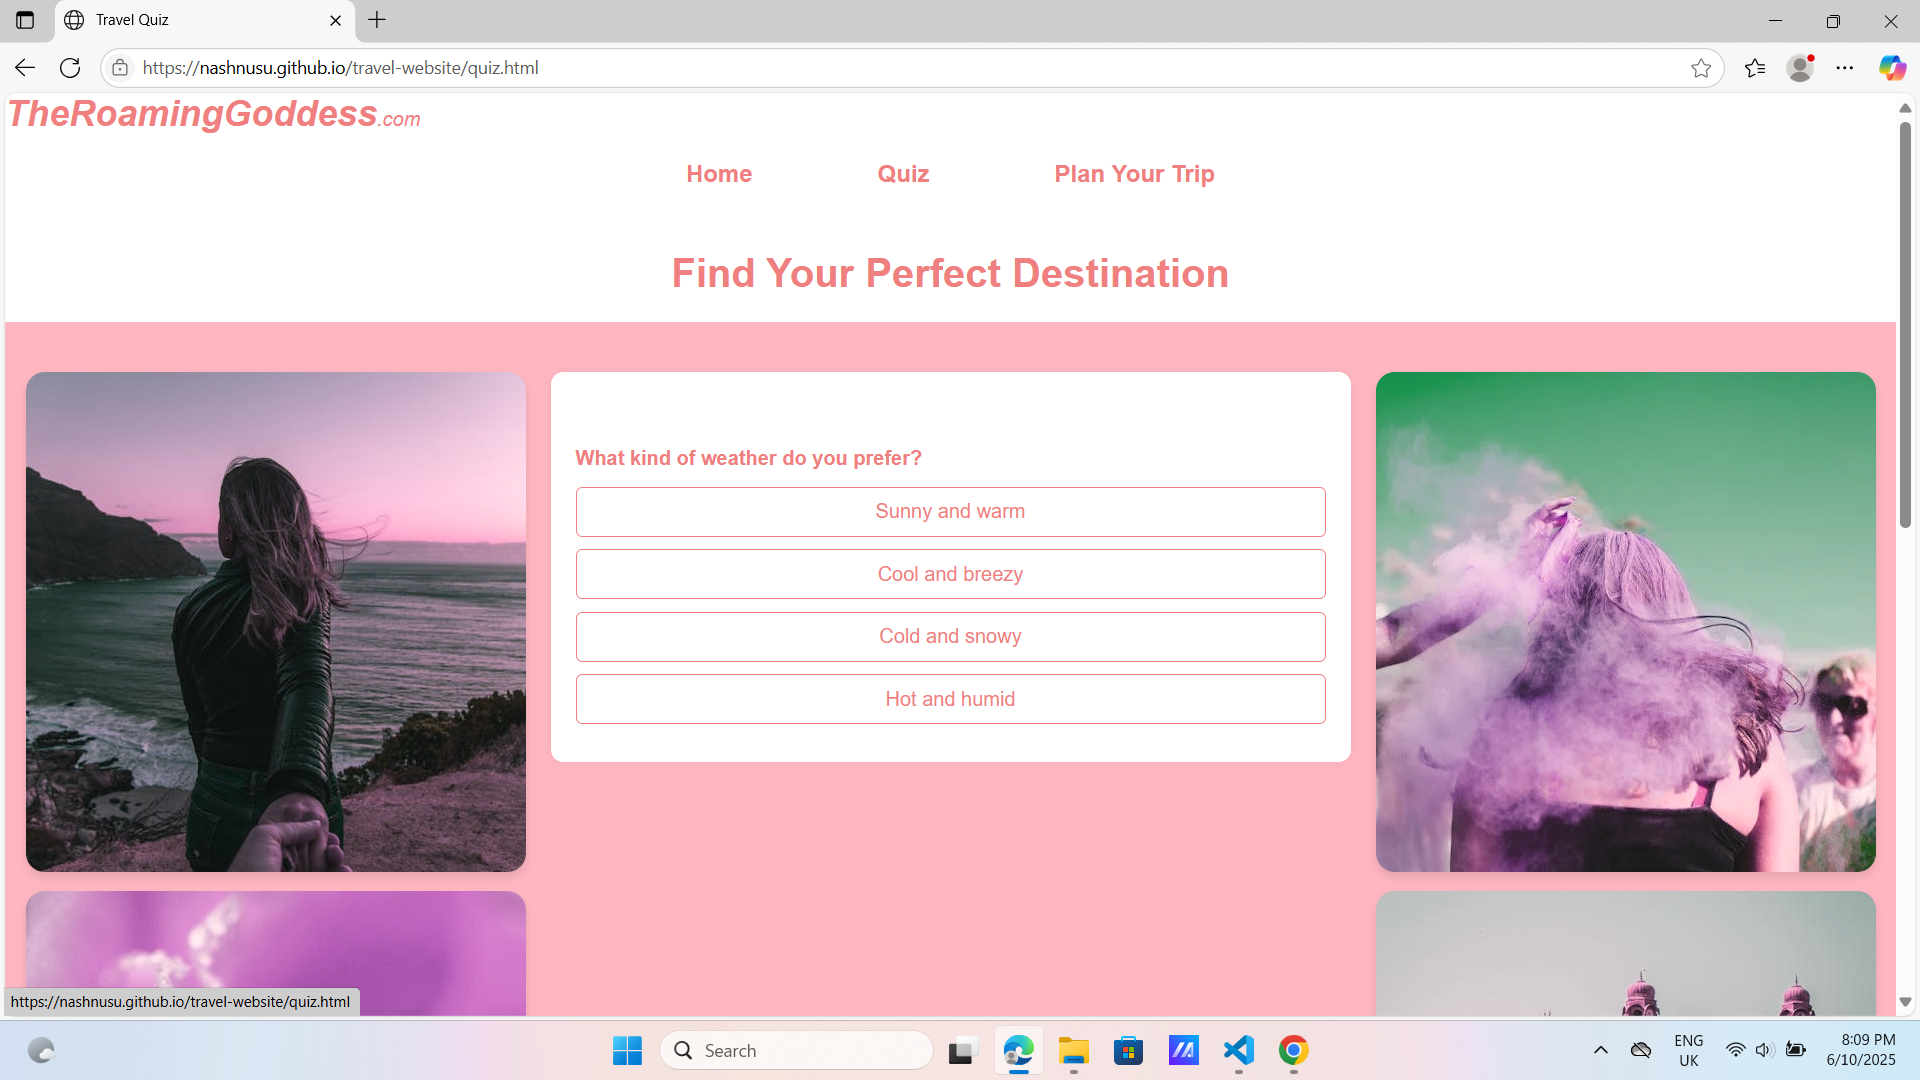 Travel Quiz
https://nashnusu.github.io/travel-website/quiz.html
TheRoamingGoddess.com
Home Quiz Plan Your Trip
Find Your Perfect Destination
What kind of weather do you prefer?
Sunny and warm
Cool and breezy
Cold and snowy
Hot and humid
https://nashnusu.github.io/travel-website/quiz.html
Search
ENG
UK
8:09 PM
6/10/2025